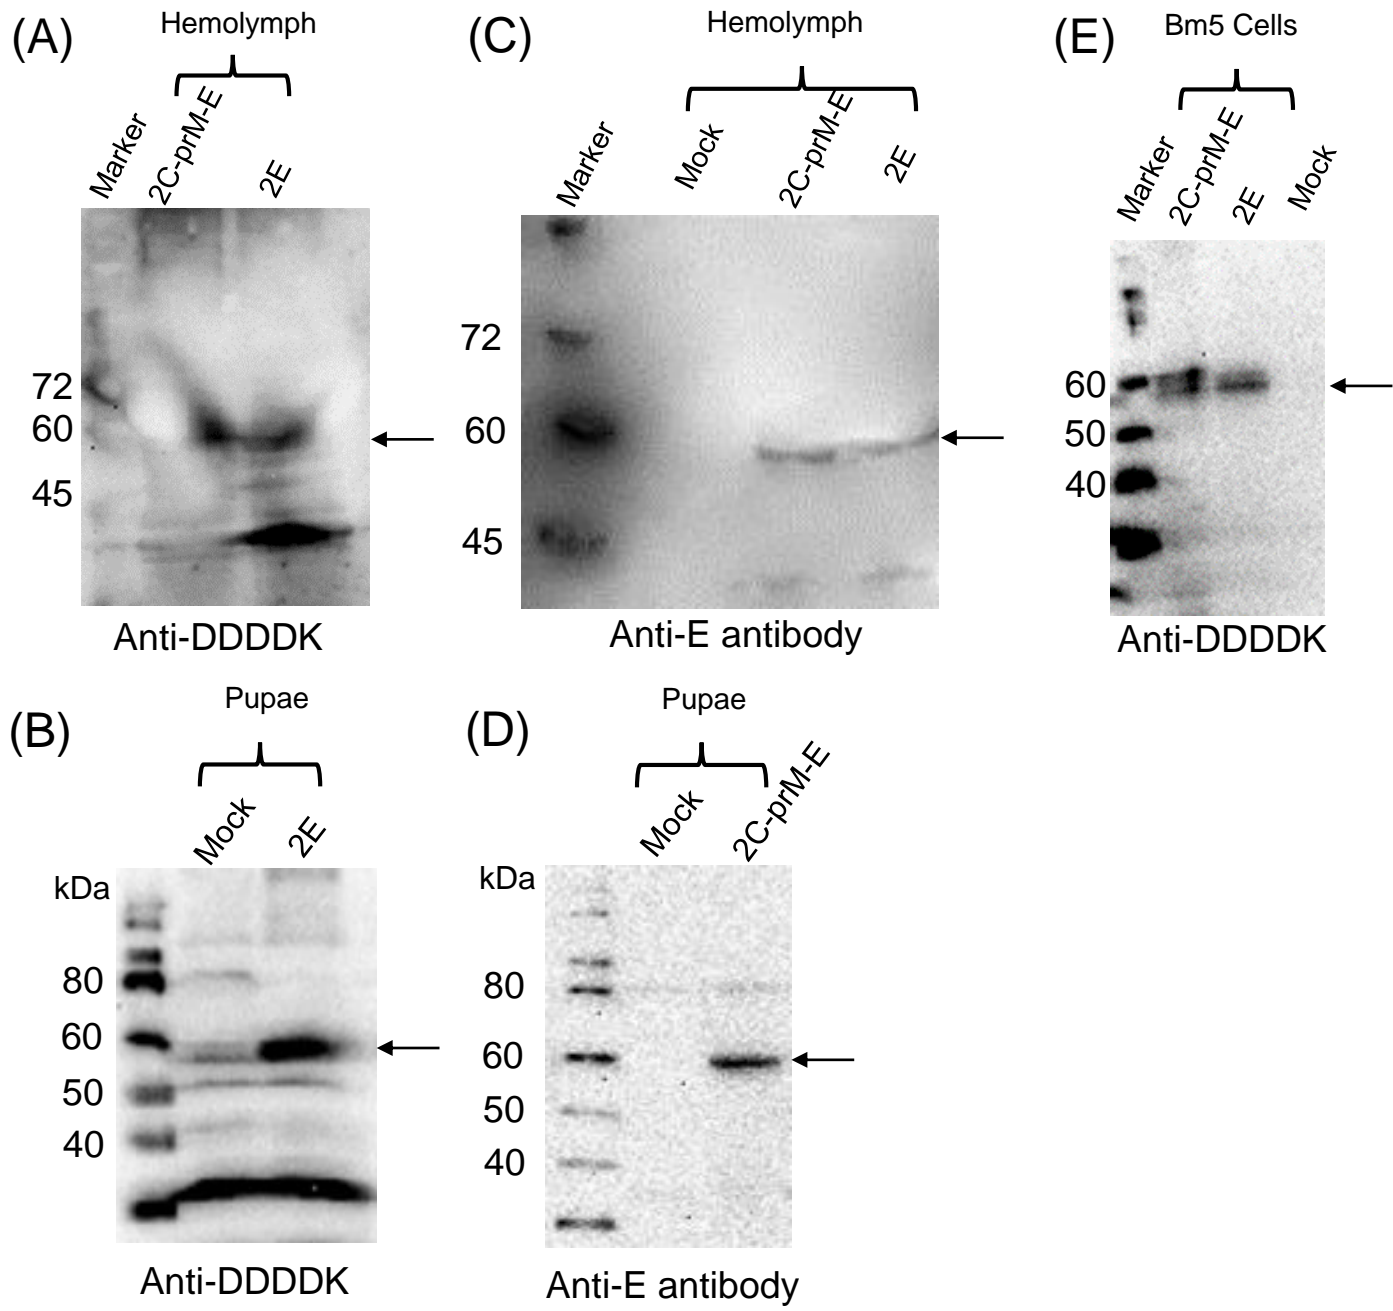 (A)
Hemolymph
Marker
2C-prM-E
2E
72
60
45
Anti-DDDDK
(C)
Hemolymph
Marker
Mock
2C-prM-E
2E
72
60
45
Anti-E antibody
(E)
Bm5 Cells
Marker
2C-prM-E
2E
Mock
60
50
40
Anti-DDDDK
(B)
Pupae
Mock
2E
kDa
80
60
50
40
Anti-DDDDK
(D)
Pupae
Mock
2C-prM-E
kDa
80
60
50
40
Anti-E antibody